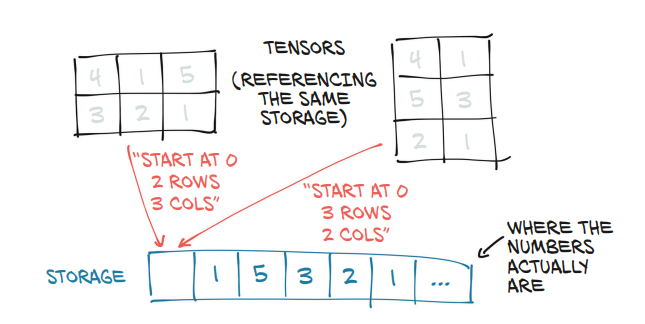 TENSORS
(REFERENCING
THE SAME
STORAGE)
4 1 5
3 2 1
4 1
5 3
2 1
"START AT 0
2 ROWS
3 COLS"
"START AT 0
3 ROWS
2 COLS"
WHERE THE
NUMBERS
ACTUALLY
ARE
STORAGE
1 5 3 2 1 ...